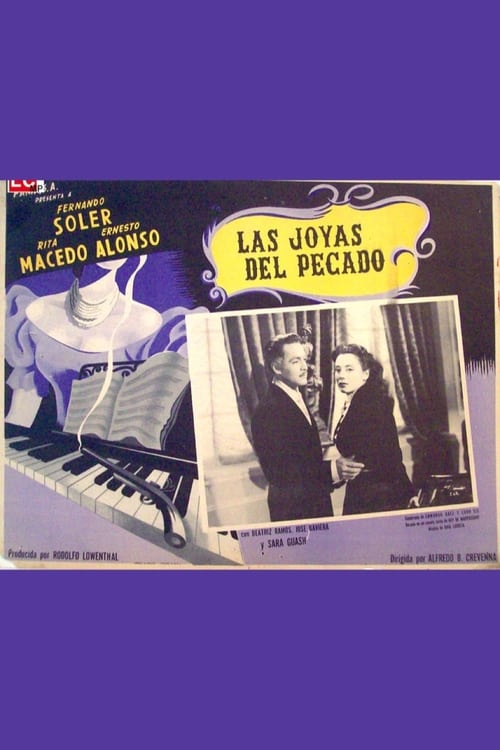 PRESENTA A
FERNANDO
SOLER
RITA ERNESTO
MACEDO ALONSO
LAS JOYAS
DEL PECADO
con BEATRIZ RAMOS, JOSE BAVIERA
y SARA GUASH
Producida por RODOLFO LOWENTHAL
Dirigida por ALFREDO B. CREVENNA